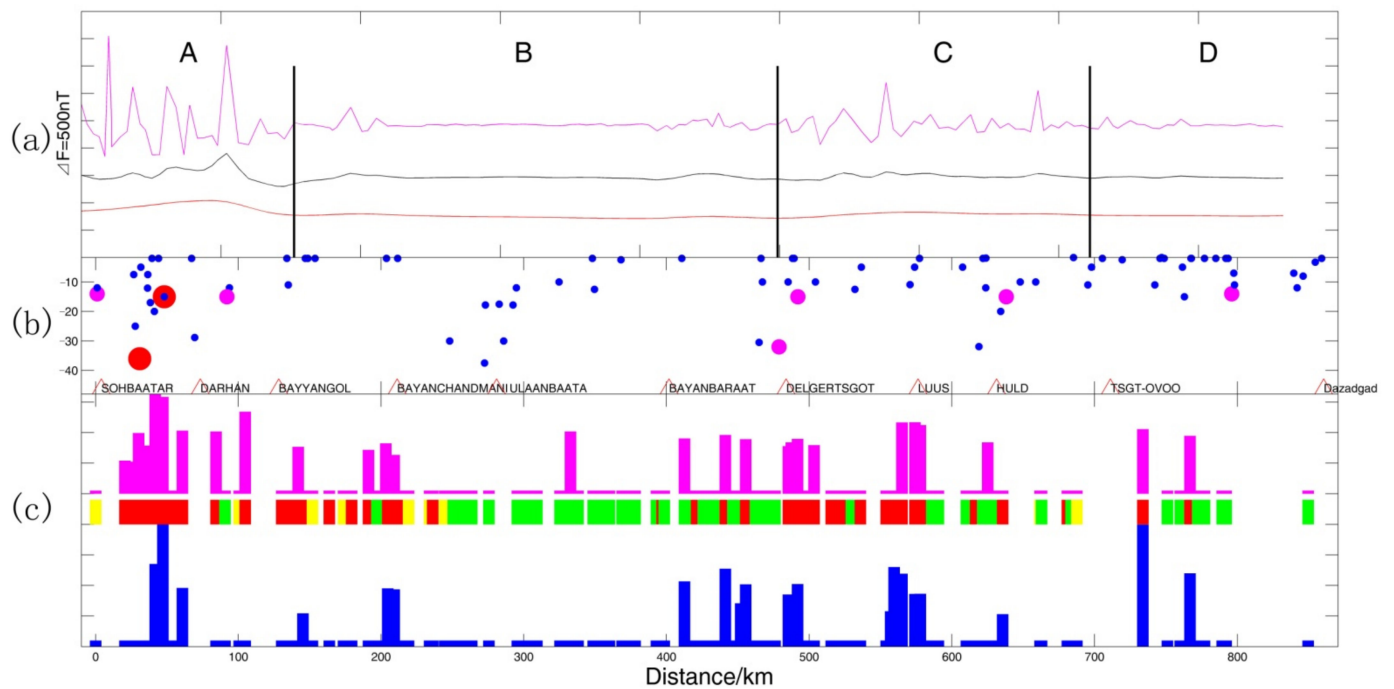 A B C D
(a)
⊿F=500nT
(b)
-10
-20
-30
-40
SOHBAATAR DARHAN BAYYANGOL BAYANCHANDMANI ULAANBAATA BAYANBARAAT DELGERTSGOT LUUS HULD TSGT-OVOO Dazadgad
(c)
0 100 200 300 400 500 600 700 800
Distance/km